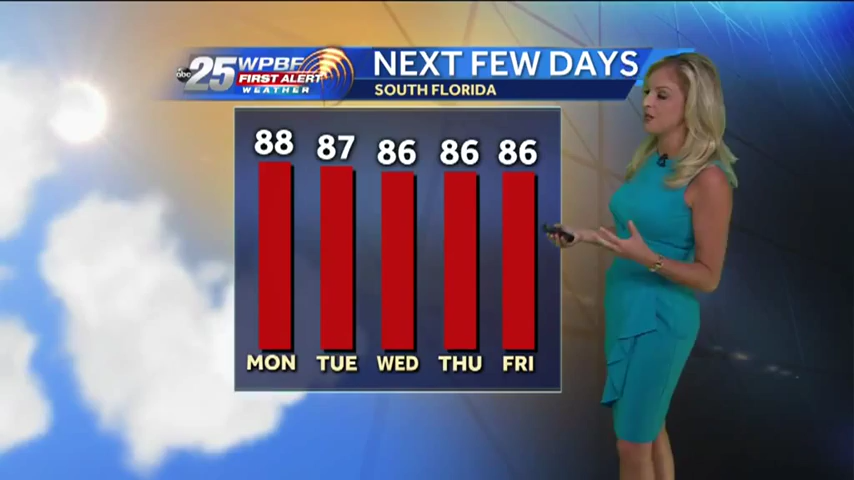 abc 25 WPBF
FIRST ALERT
WEATHER
NEXT FEW DAYS
SOUTH FLORIDA
88 87 86 86 86
MON TUE WED THU FRI